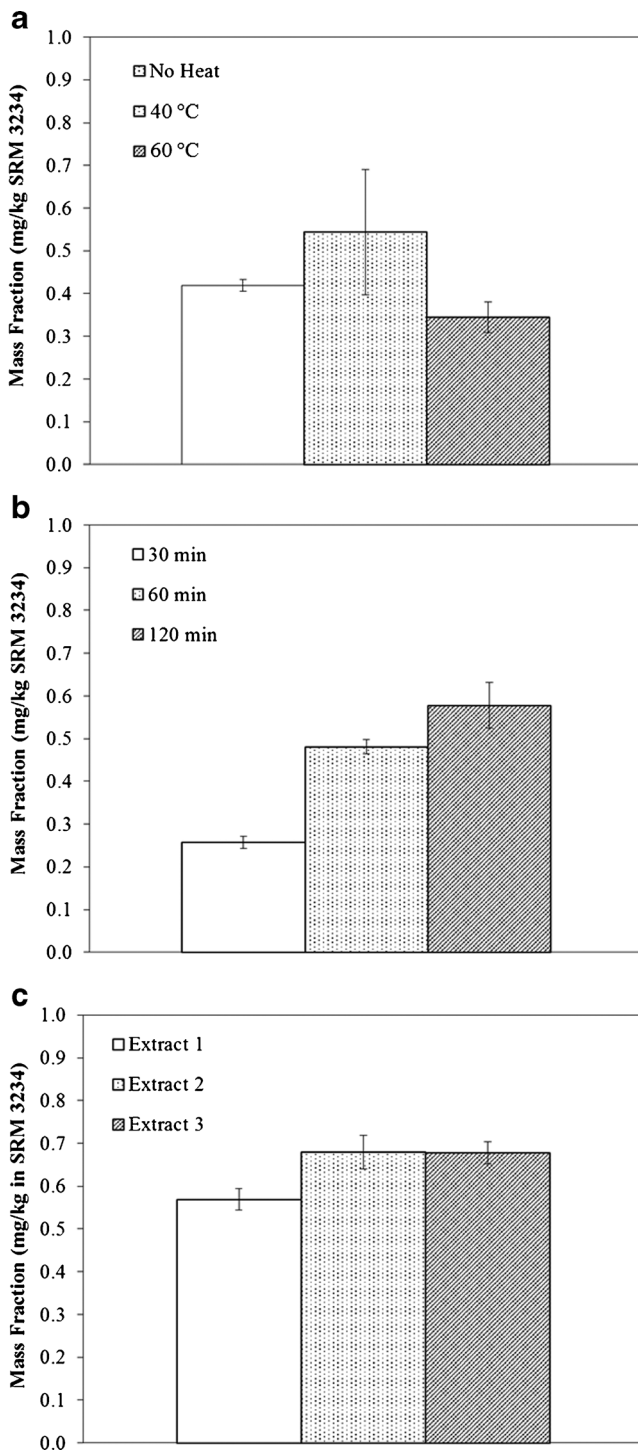 a
Mass Fraction (mg/kg SRM 3234)
1.0
0.9
0.8
0.7
0.6
0.5
0.4
0.3
0.2
0.1
0.0
No Heat
40 °C
60 °C
b
Mass Fraction (mg/kg SRM 3234)
1.0
0.9
0.8
0.7
0.6
0.5
0.4
0.3
0.2
0.1
0.0
30 min
60 min
120 min
c
Mass Fraction (mg/kg in SRM 3234)
1.0
0.9
0.8
0.7
0.6
0.5
0.4
0.3
0.2
0.1
0.0
Extract 1
Extract 2
Extract 3